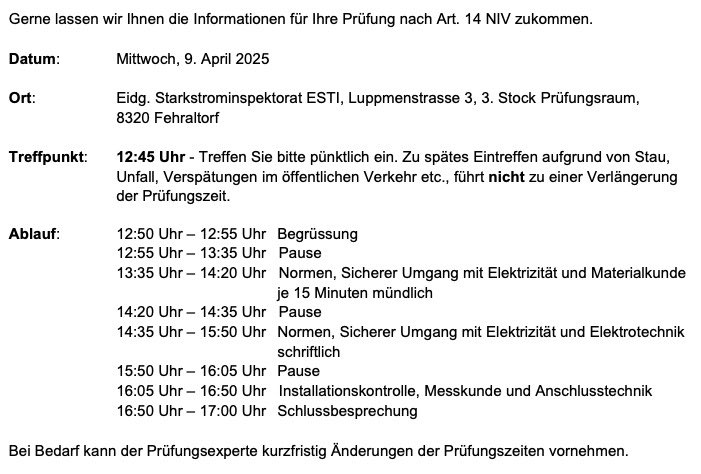 Gerne lassen wir Ihnen die Informationen für Ihre Prüfung nach Art. 14 NIV zukommen.
Datum: Mittwoch, 9. April 2025
Ort: Eidg. Starkstrominspektorat ESTI, Luppmenstrasse 3, 3. Stock Prüfungsraum,
8320 Fehraltorf
Treffpunkt: 12:45 Uhr - Treffen Sie bitte pünktlich ein. Zu spätes Eintreffen aufgrund von Stau,
Unfall, Verspätungen im öffentlichen Verkehr etc., führt nicht zu einer Verlängerung
der Prüfungszeit.
Ablauf: 12:50 Uhr – 12:55 Uhr Begrüssung
12:55 Uhr – 13:35 Uhr Pause
13:35 Uhr – 14:20 Uhr Normen, Sicherer Umgang mit Elektrizität und Materialkunde
je 15 Minuten mündlich
14:20 Uhr – 14:35 Uhr Pause
14:35 Uhr – 15:50 Uhr Normen, Sicherer Umgang mit Elektrizität und Elektrotechnik
schriftlich
15:50 Uhr – 16:05 Uhr Pause
16:05 Uhr – 16:50 Uhr Installationskontrolle, Messkunde und Anschlusstechnik
16:50 Uhr – 17:00 Uhr Schlussbesprechung
Bei Bedarf kann der Prüfungsexperte kurzfristig Änderungen der Prüfungszeiten vornehmen.